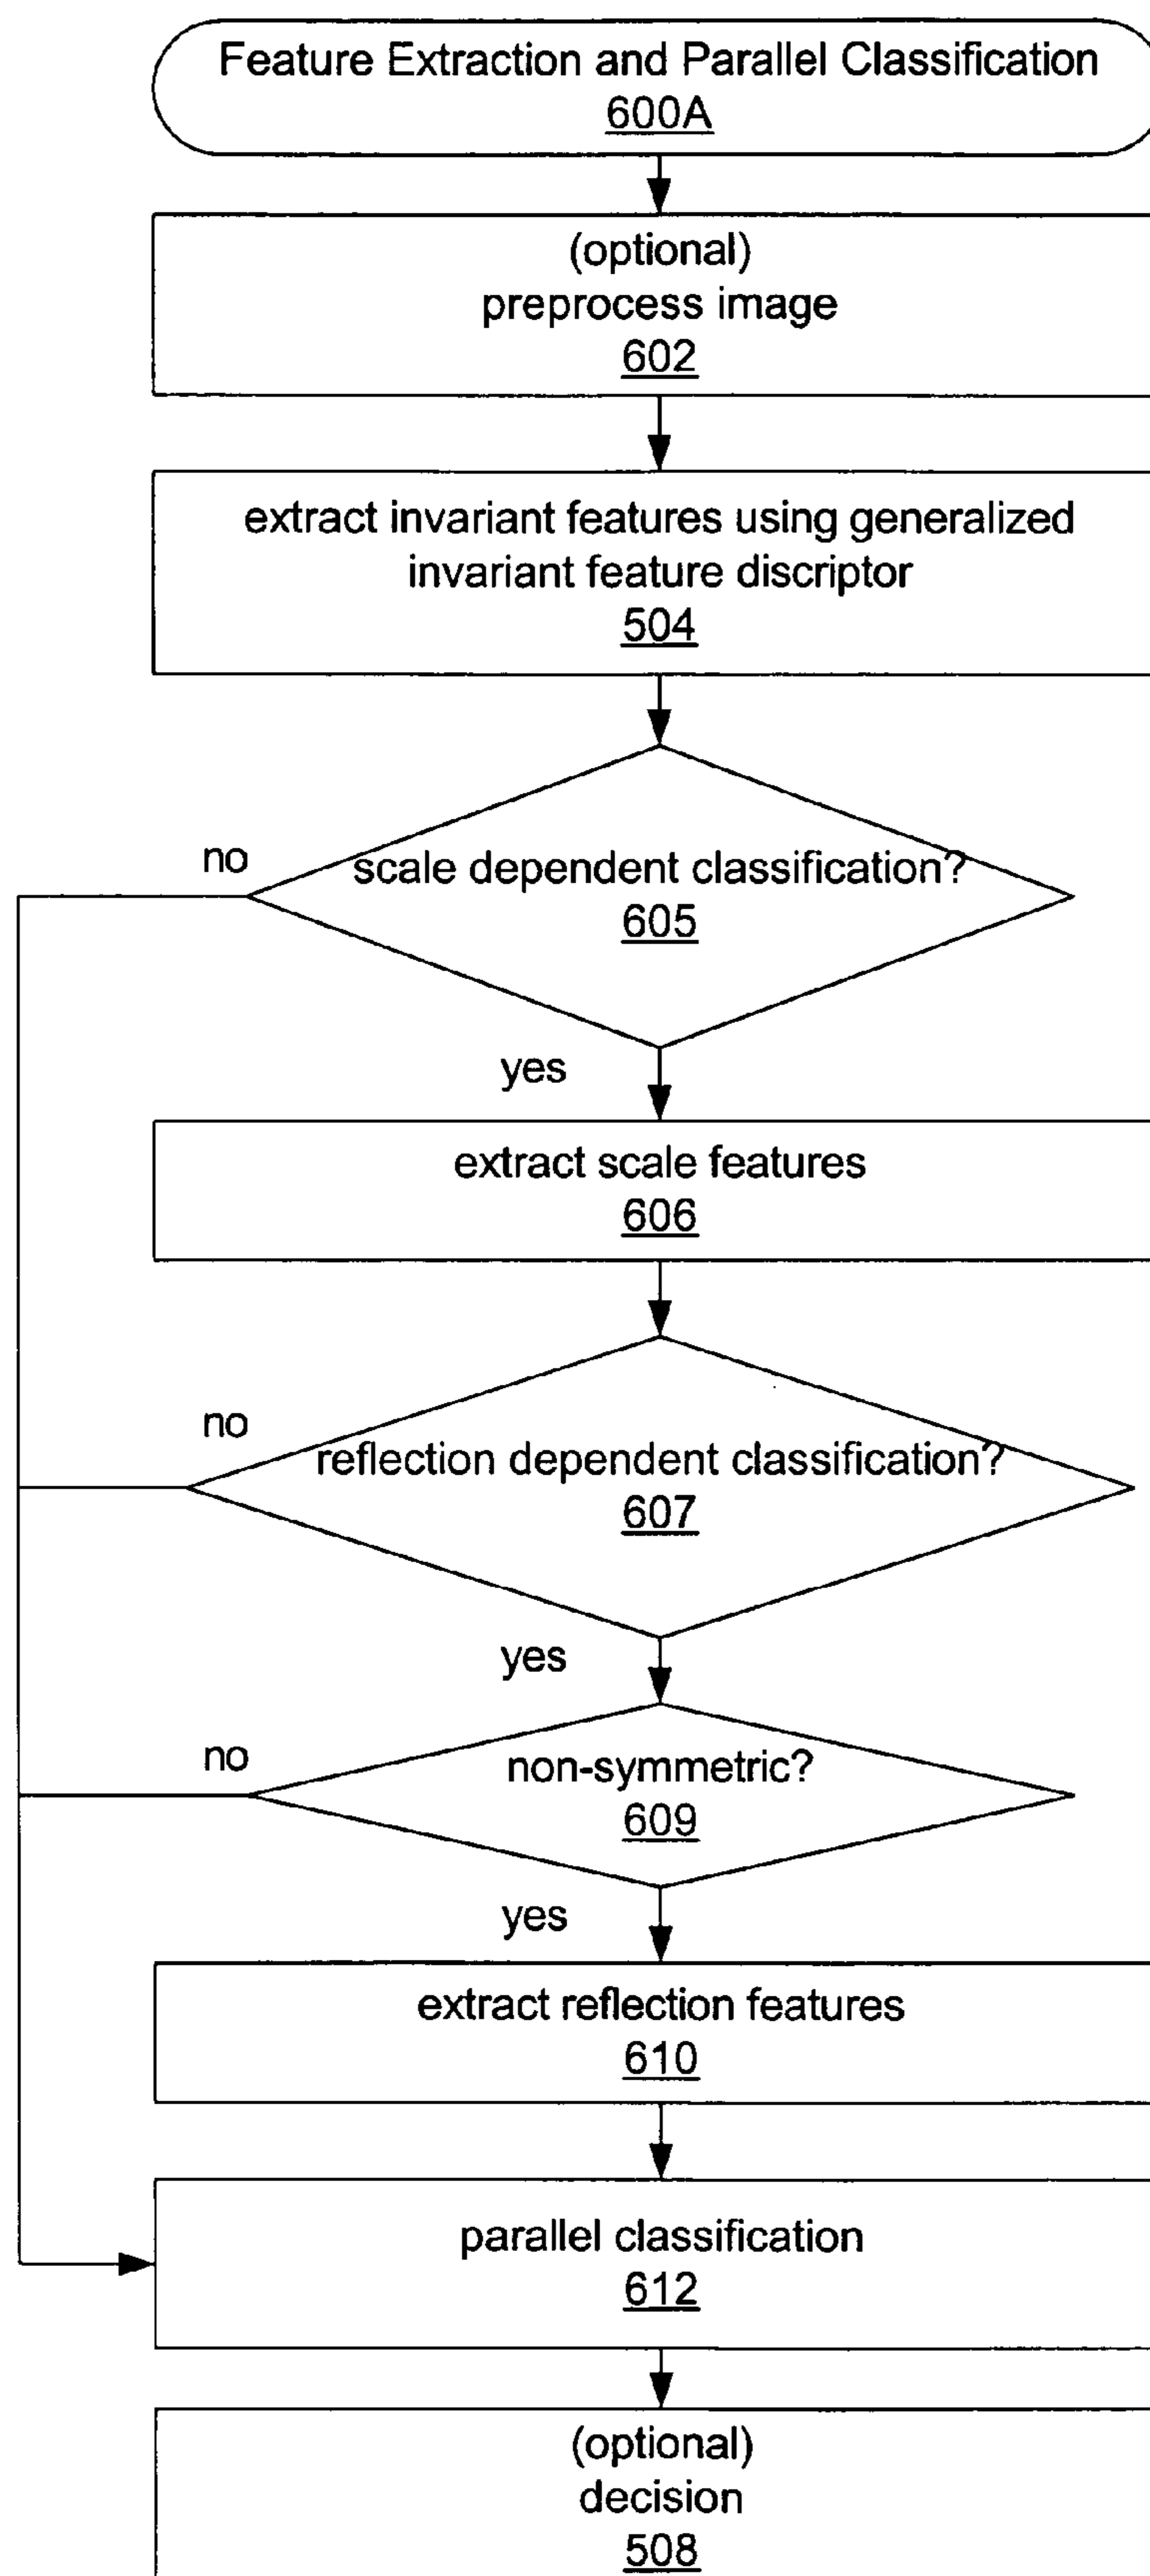 Feature Extraction and Parallel Classification
600A
(optional)
preprocess image
602
extract invariant features using generalized
invariant feature discriptor
504
no
scale dependent classification?
605
yes
extract scale features
606
no
reflection dependent classification?
607
yes
no
non-symmetric?
609
yes
extract reflection features
610
parallel classification
612
(optional)
decision
508